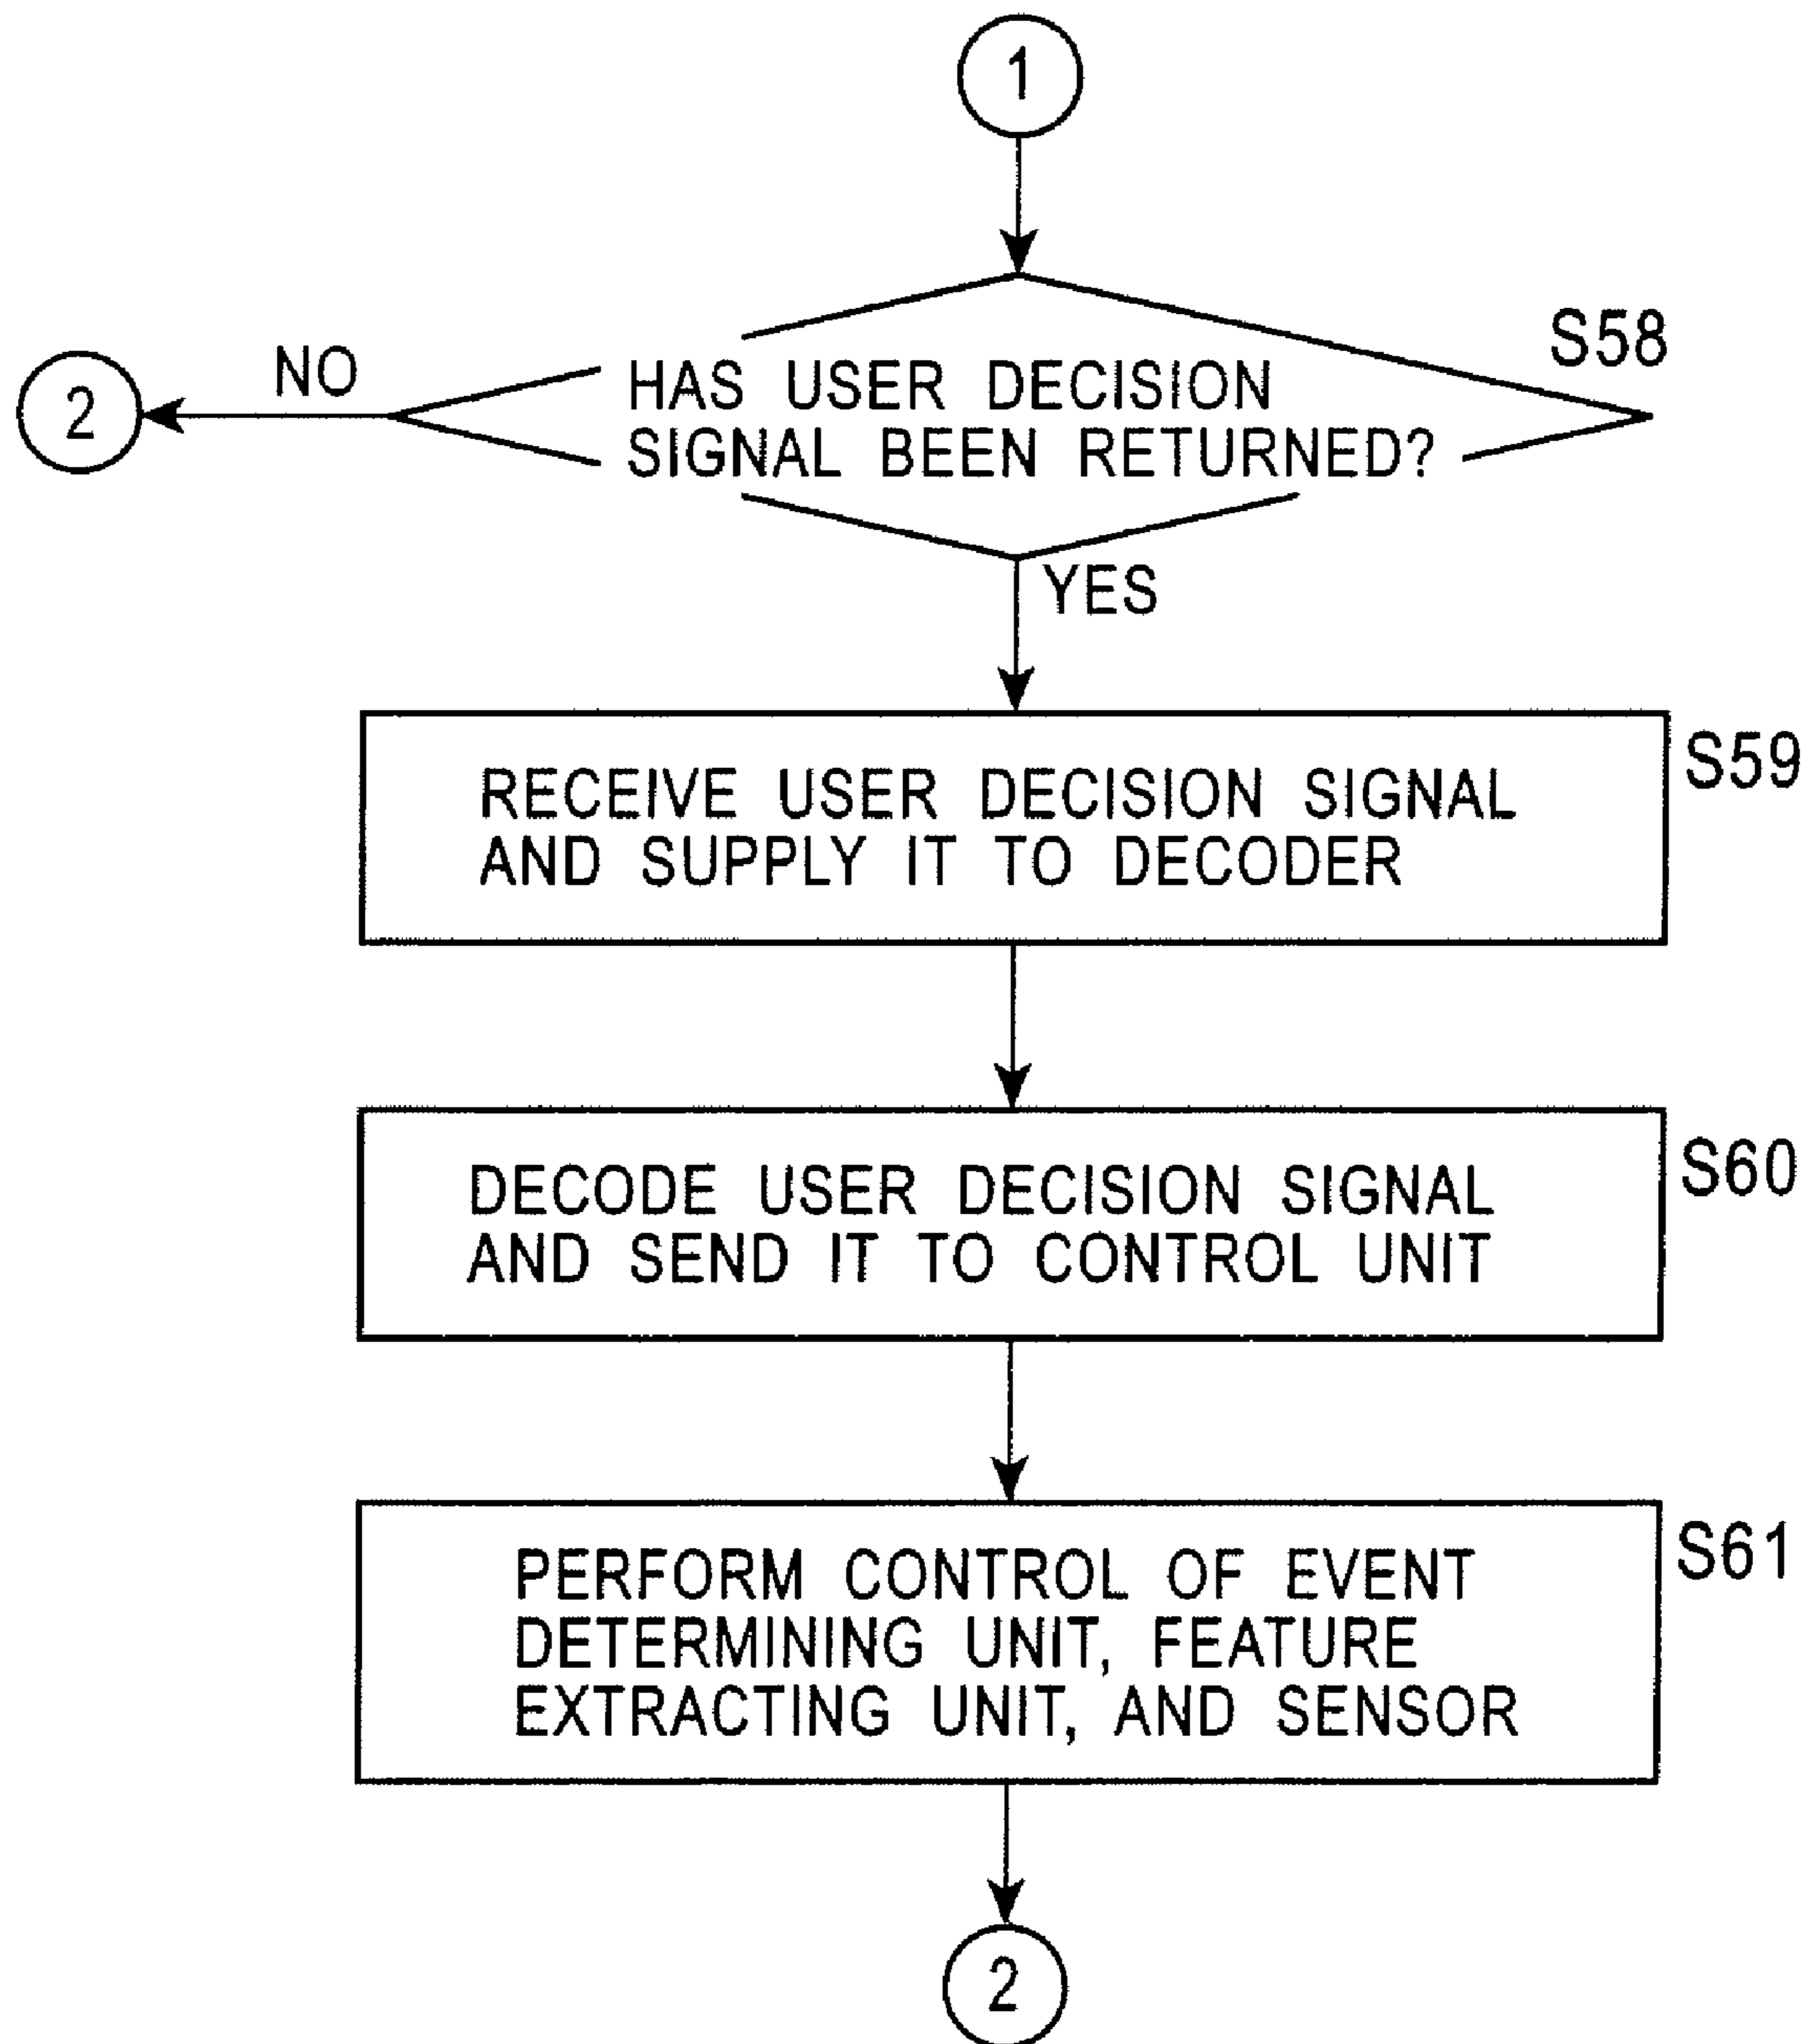 1
S58
NO
2
HAS USER DECISION
SIGNAL BEEN RETURNED?
YES
S59
RECEIVE USER DECISION SIGNAL
AND SUPPLY IT TO DECODER
S60
DECODE USER DECISION SIGNAL
AND SEND IT TO CONTROL UNIT
S61
PERFORM CONTROL OF EVENT
DETERMINING UNIT, FEATURE
EXTRACTING UNIT, AND SENSOR
2